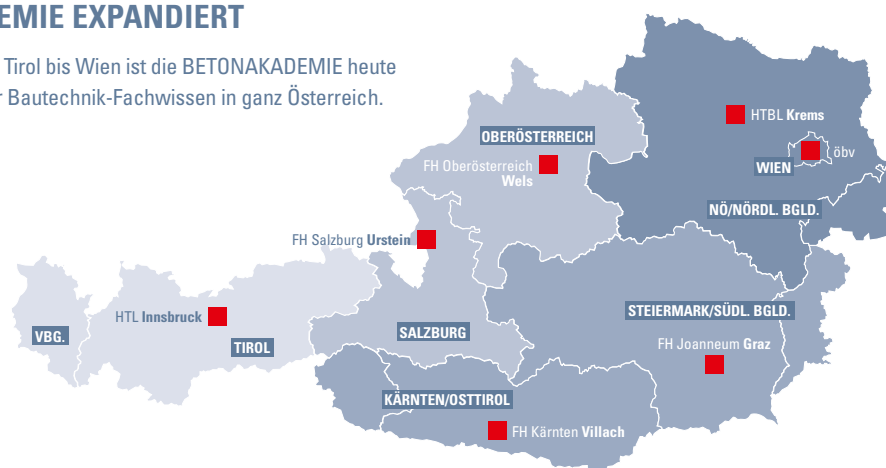 EMIE EXPANDIERT
Tirol bis Wien ist die BETONAKADEMIE heute
r Bautechnik-Fachwissen in ganz Österreich.
HTBL Krems
OBERÖSTERREICH
öbv
FH Oberösterreich
Wels
WIEN
NÖ/NÖRDL. BGLD.
FH Salzburg Urstein
STEIERMARK/SÜDL. BGLD.
HTL Innsbruck
VBG.
SALZBURG
TIROL
FH Joanneum Graz
KÄRNTEN/OSTTIROL
FH Kärnten Villach